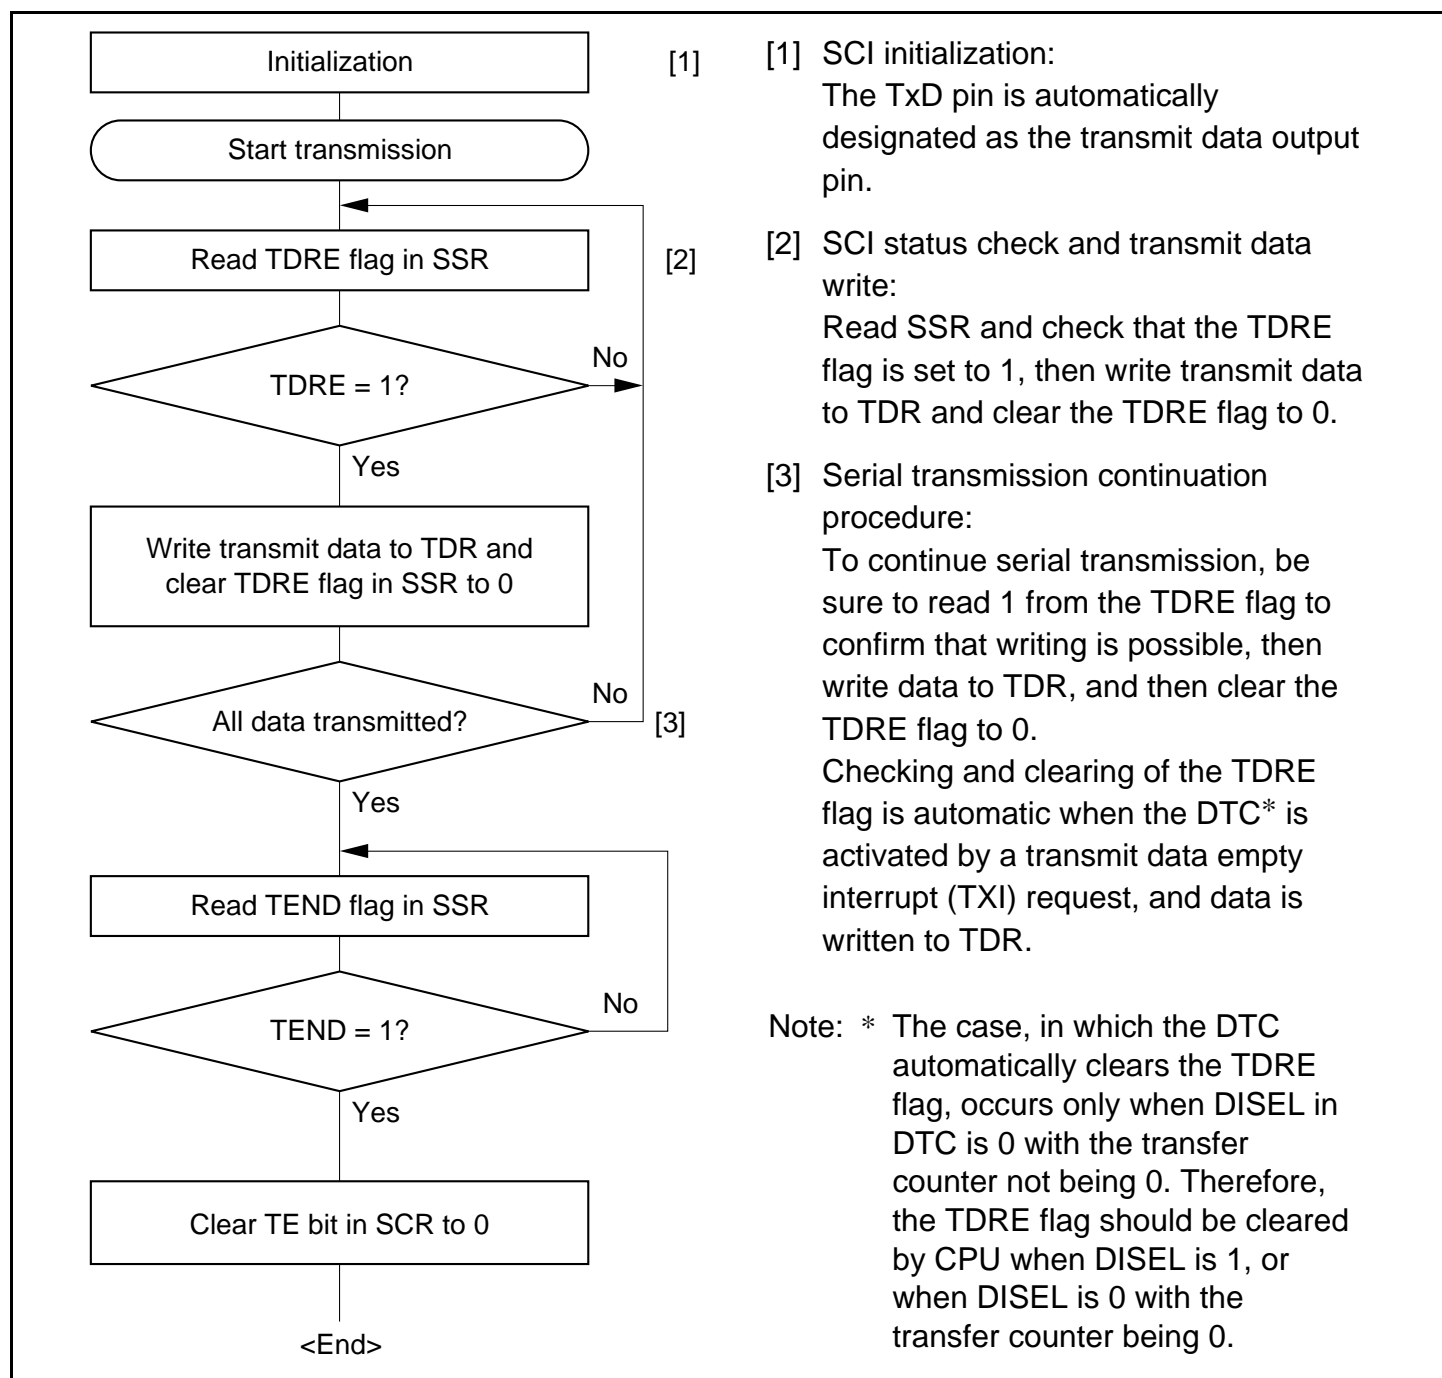 Initialization
[1]
Start transmission
Read TDRE flag in SSR
[2]
TDRE = 1?
No
Yes
Write transmit data to TDR and
clear TDRE flag in SSR to 0
All data transmitted?
No
[3]
Yes
Read TEND flag in SSR
TEND = 1?
No
Yes
Clear TE bit in SCR to 0
<End>
[1] SCI initialization:
The TxD pin is automatically
designated as the transmit data output
pin.
[2] SCI status check and transmit data
write:
Read SSR and check that the TDRE
flag is set to 1, then write transmit data
to TDR and clear the TDRE flag to 0.
[3] Serial transmission continuation
procedure:
To continue serial transmission, be
sure to read 1 from the TDRE flag to
confirm that writing is possible, then
write data to TDR, and then clear the
TDRE flag to 0.
Checking and clearing of the TDRE
flag is automatic when the DTC* is
activated by a transmit data empty
interrupt (TXI) request, and data is
written to TDR.
Note: * The case, in which the DTC
automatically clears the TDRE
flag, occurs only when DISEL in
DTC is 0 with the transfer
counter not being 0. Therefore,
the TDRE flag should be cleared
by CPU when DISEL is 1, or
when DISEL is 0 with the
transfer counter being 0.